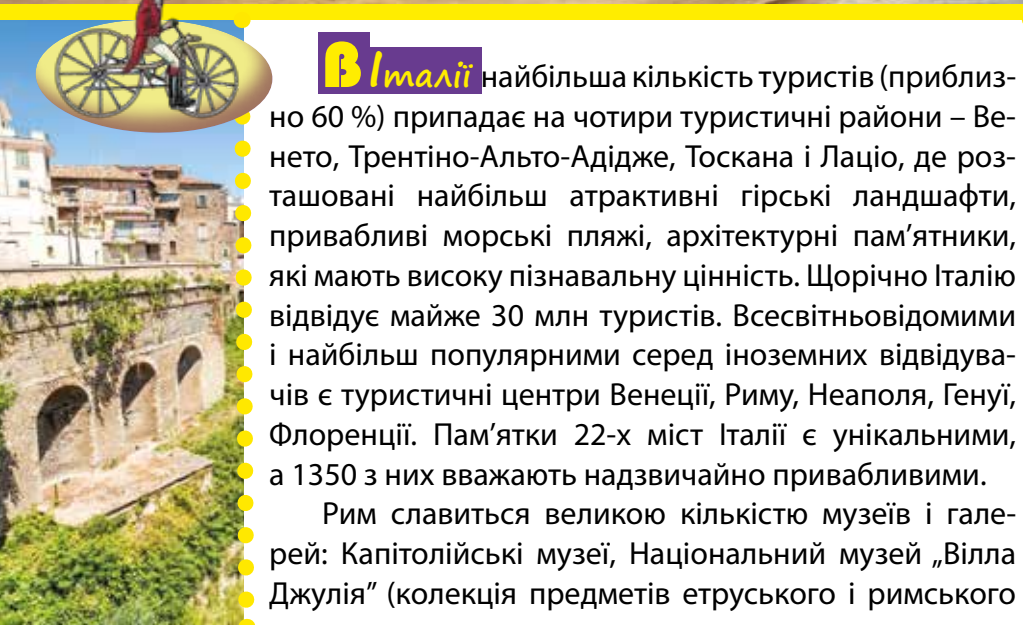 В Італії найбільша кількість туристів (приблиз-
но 60 %) припадає на чотири туристичні райони – Ве-
нето, Трентіно-Альто-Адідже, Тоскана і Лаціо, де роз-
ташовані найбільш атрактивні гірські ландшафти,
привабливі морські пляжі, архітектурні пам’ятники,
які мають високу пізнавальну цінність. Щорічно Італію
відвідує майже 30 млн туристів. Всесвітньовідомими
і найбільш популярними серед іноземних відвідува-
чів є туристичні центри Венеції, Риму, Неаполя, Генуї,
Флоренції. Пам’ятки 22-х міст Італії є унікальними,
а 1350 з них вважають надзвичайно привабливими.
Рим славиться великою кількістю музеїв і гале-
рей: Капітолійські музеї, Національний музей „Вілла
Джулія” (колекція предметів етруського і римського